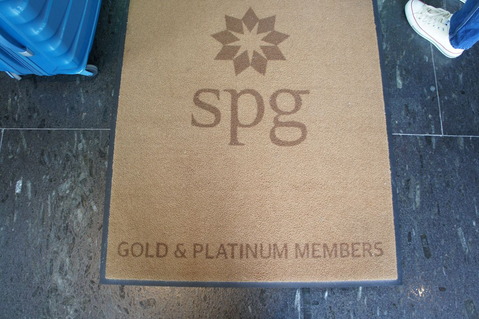 spg
GOLD & PLATINUM MEMBERS